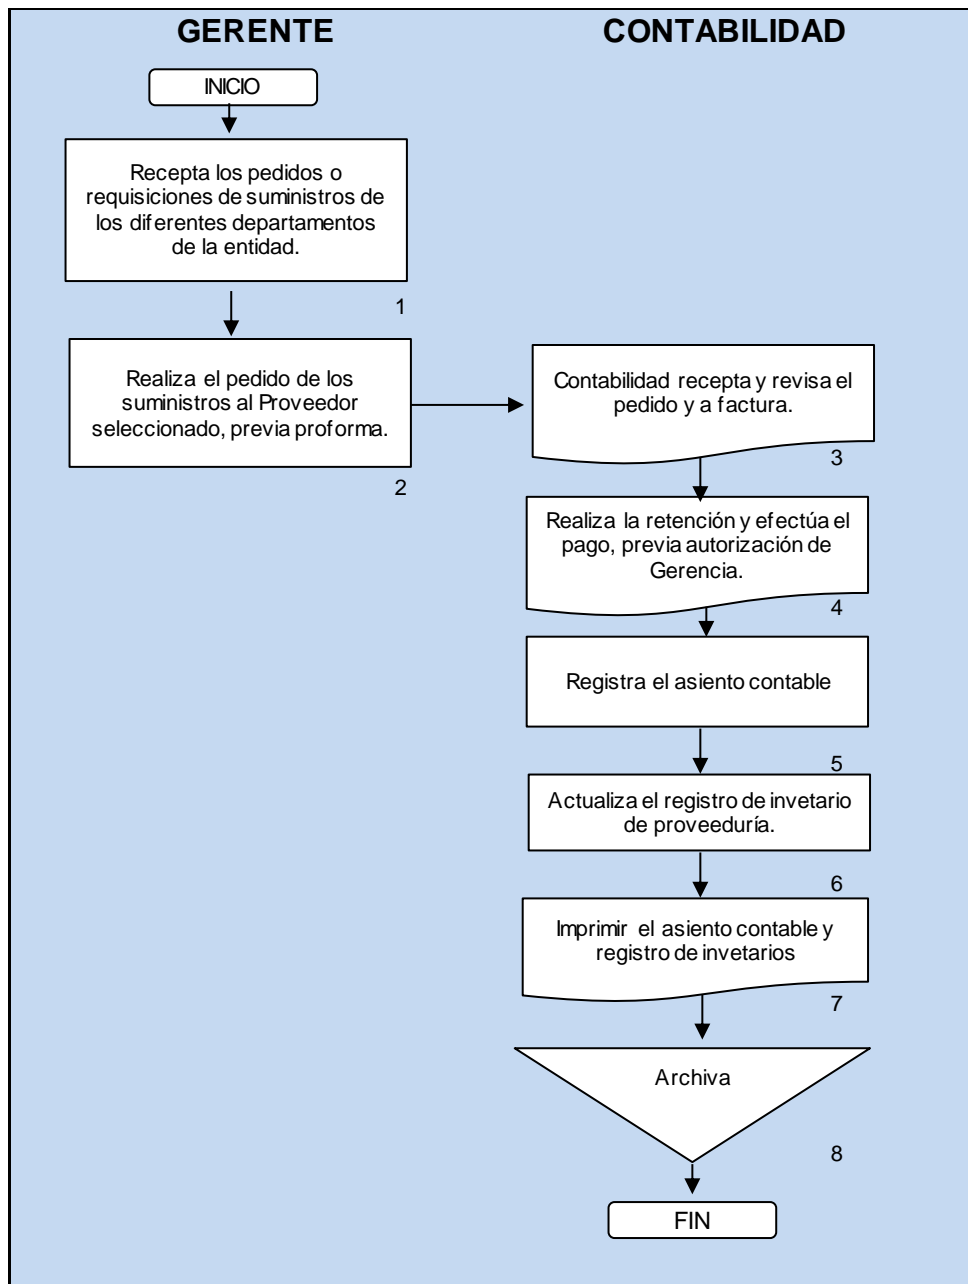 GERENTE
CONTABILIDAD
INICIO
Recepta los pedidos o
requisiciones de suministros de
los diferentes departamentos
de la entidad.
1
Realiza el pedido de los
suministros al Proveedor
seleccionado, previa proforma.
2
Contabilidad recepta y revisa el
pedido y a factura.
3
Realiza la retención y efectúa el
pago, previa autorización de
Gerencia.
4
Registra el asiento contable
5
Actualiza el registro de invetario
de proveeduría.
6
Imprimir el asiento contable y
registro de invetarios
7
Archiva
8
FIN